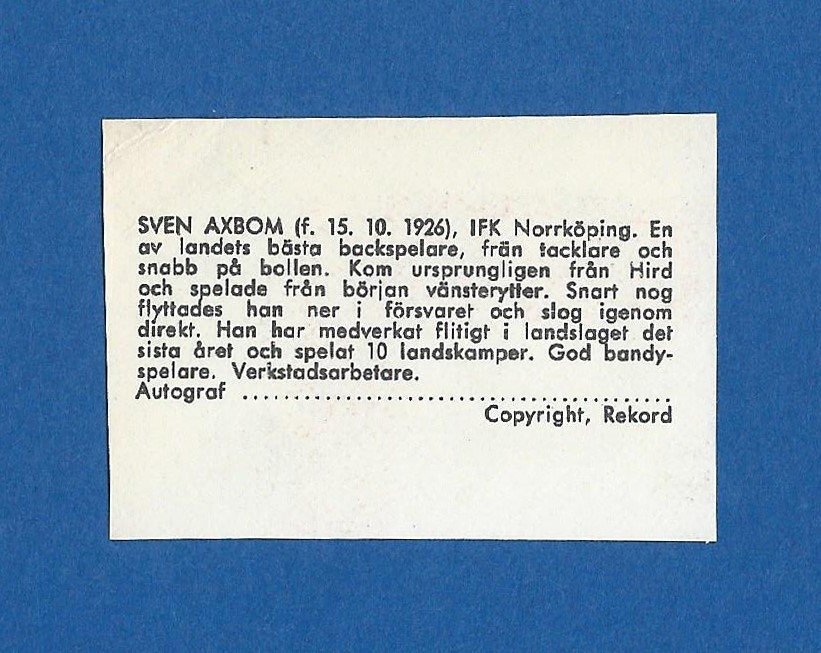 SVEN AXBOM (f. 15. 10. 1926), IFK Norrköping. En
av landets bästa backspelare, frän tacklare och
snabb på bollen. Kom ursprungligen från Hird
och spelade från början vänsterytter. Snart nog
flyttades han ner i försvaret och slog igenom
direkt. Han har medverkat flitigt i landslaget det
sista året och spelat 10 landskamper. God bandy-
spelare. Verkstadsarbetare.
Autograf ..........................................
Copyright, Rekord